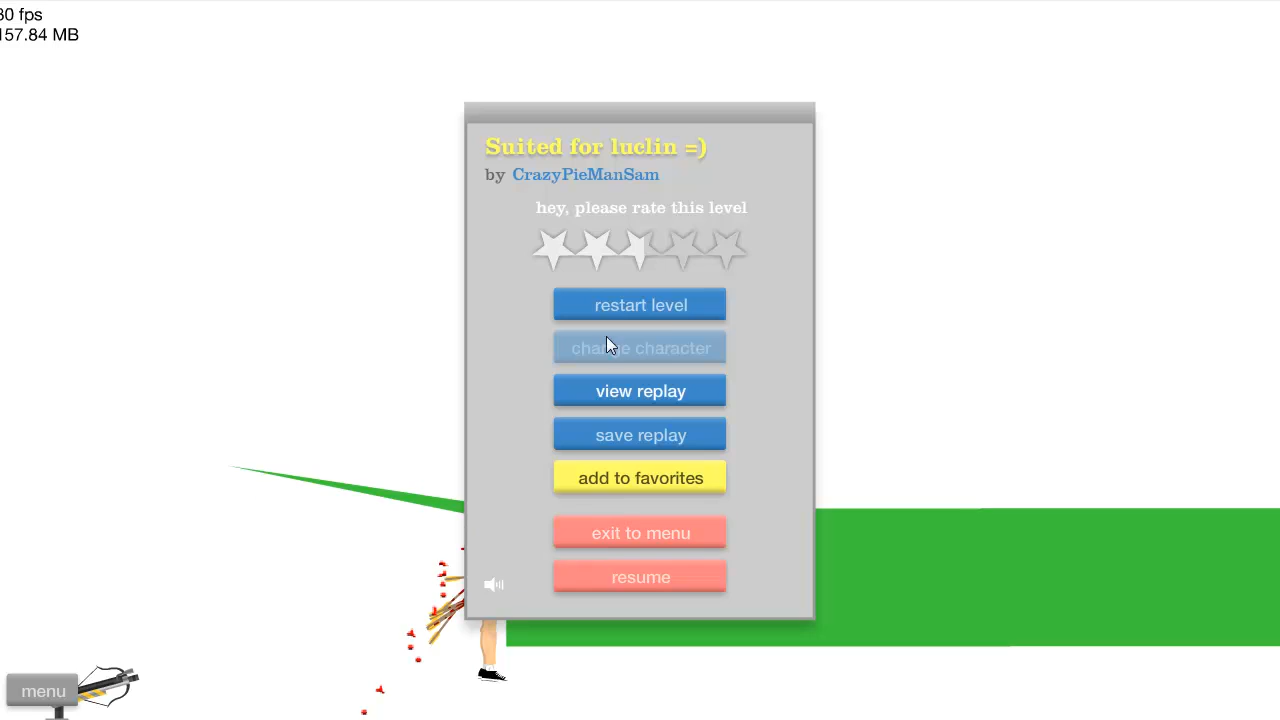 30 fps
157.84 MB
Suited for luclin =)
by CrazyPieManSam
hey, please rate this level
restart level
change character
view replay
save replay
add to favorites
exit to menu
resume
menu